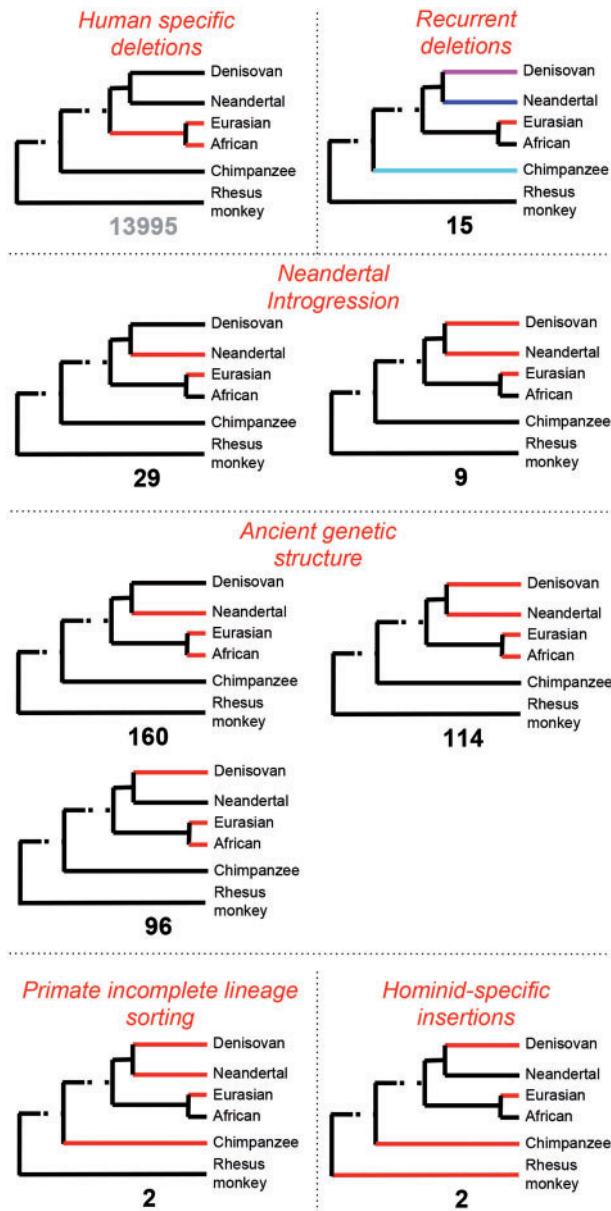 Human specific
deletions
Denisovan
Neandertal
Eurasian
African
Chimpanzee
Rhesus
monkey
13995
Recurrent
deletions
Denisovan
Neandertal
Eurasian
African
Chimpanzee
Rhesus
monkey
15
Neandertal
Introgression
Denisovan
Neandertal
Eurasian
African
Chimpanzee
Rhesus
monkey
29
Denisovan
Neandertal
Eurasian
African
Chimpanzee
Rhesus
monkey
9
Ancient genetic
structure
Denisovan
Neandertal
Eurasian
African
Chimpanzee
Rhesus
monkey
160
Denisovan
Neandertal
Eurasian
African
Chimpanzee
Rhesus
monkey
114
Denisovan
Neandertal
Eurasian
African
Chimpanzee
Rhesus
monkey
96
Primate incomplete lineage
sorting
Denisovan
Neandertal
Eurasian
African
Chimpanzee
Rhesus
monkey
2
Hominid-specific
insertions
Denisovan
Neandertal
Eurasian
African
Chimpanzee
Rhesus
monkey
2